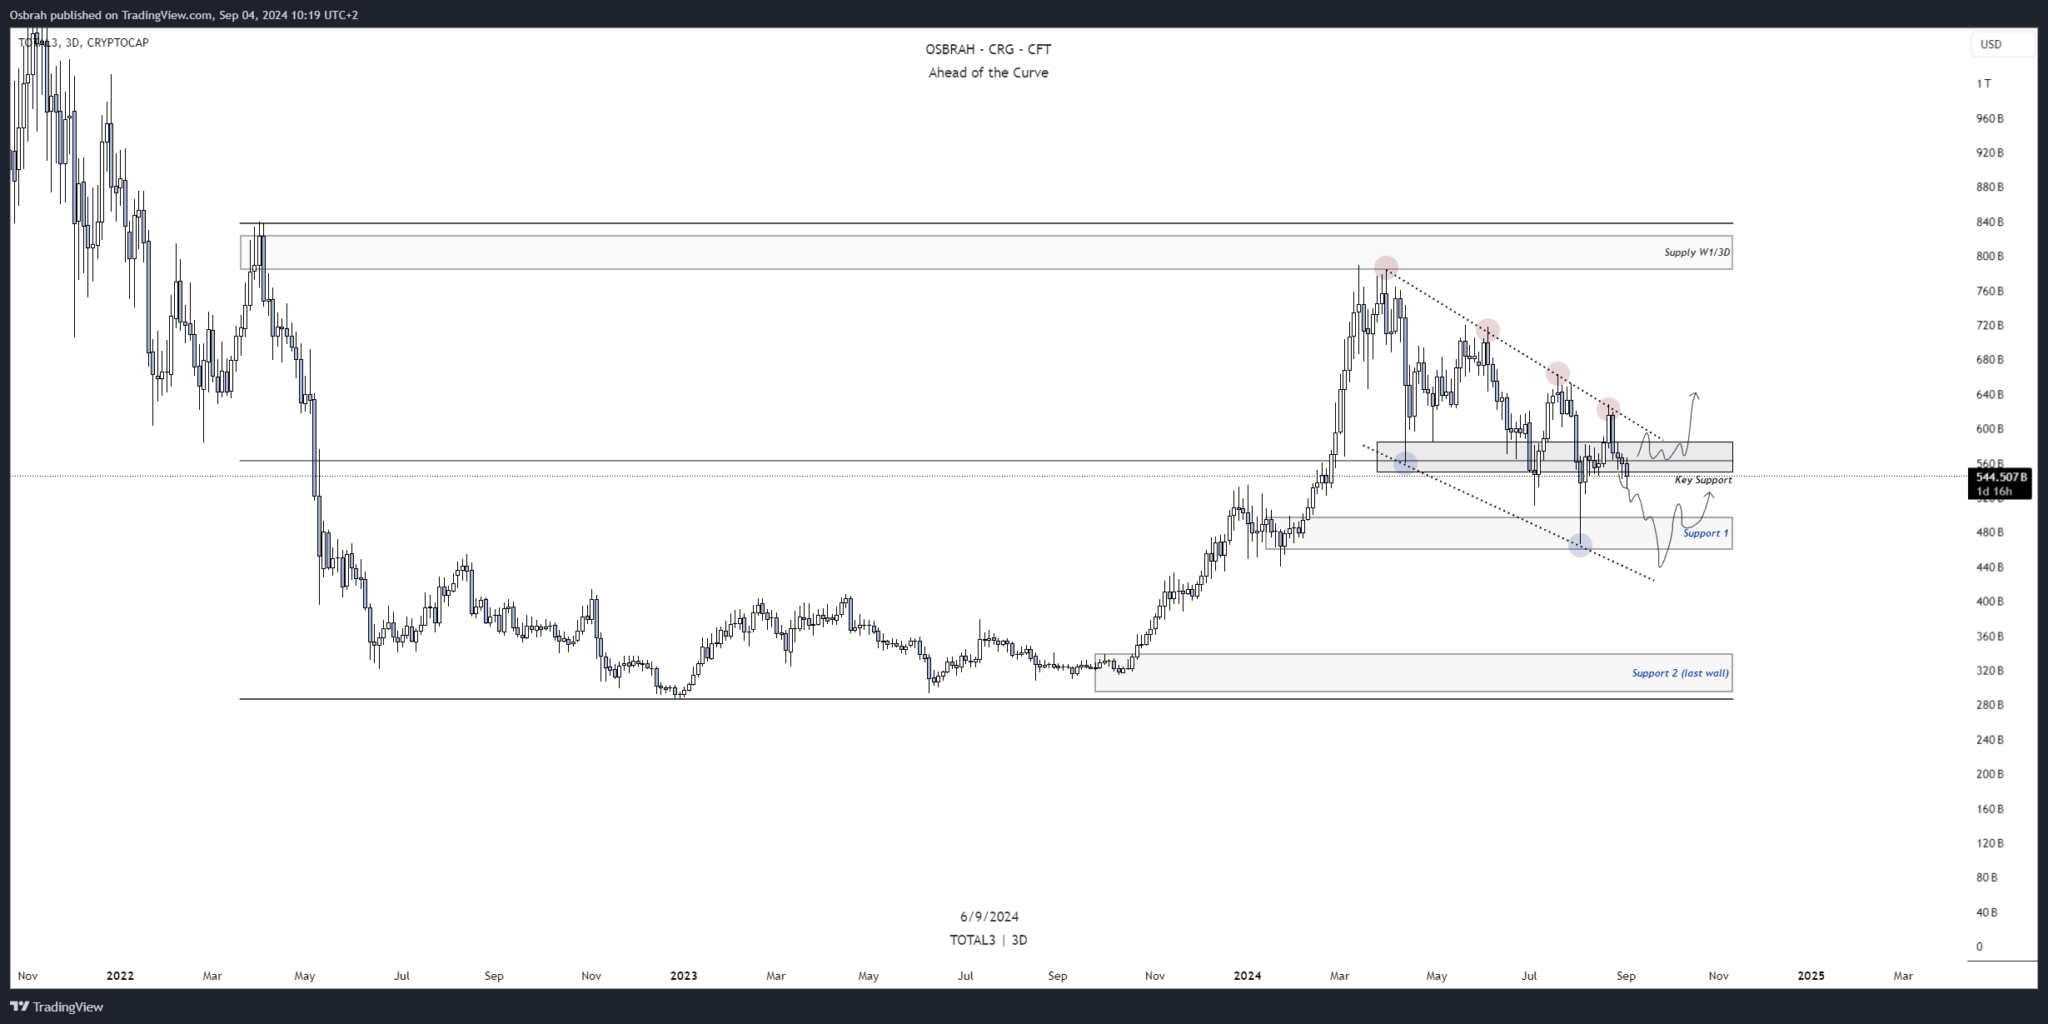 Osbrah published on TradingView.com, Sep 04, 2024 10:19 UTC+2
TOTAL3, 3D, CRYPTOCAP
OSBRAH - CRG - CFT
Ahead of the Curve
USD
1 T
960 B
920 B
880 B
840 B
800 B
760 B
720 B
680 B
640 B
600 B
560 B
544.507B
1d 16h
520 B
480 B
440 B
400 B
360 B
320 B
280 B
240 B
200 B
160 B
120 B
80 B
40 B
0
Supply W1/3D
Key Support
Support 1
Support 2 (last wall)
6/9/2024
TOTAL3 | 3D
Nov 2022 Mar May Jul Sep Nov 2023 Mar May Jul Sep Nov 2024 Mar May Jul Sep Nov 2025 Mar
TradingView